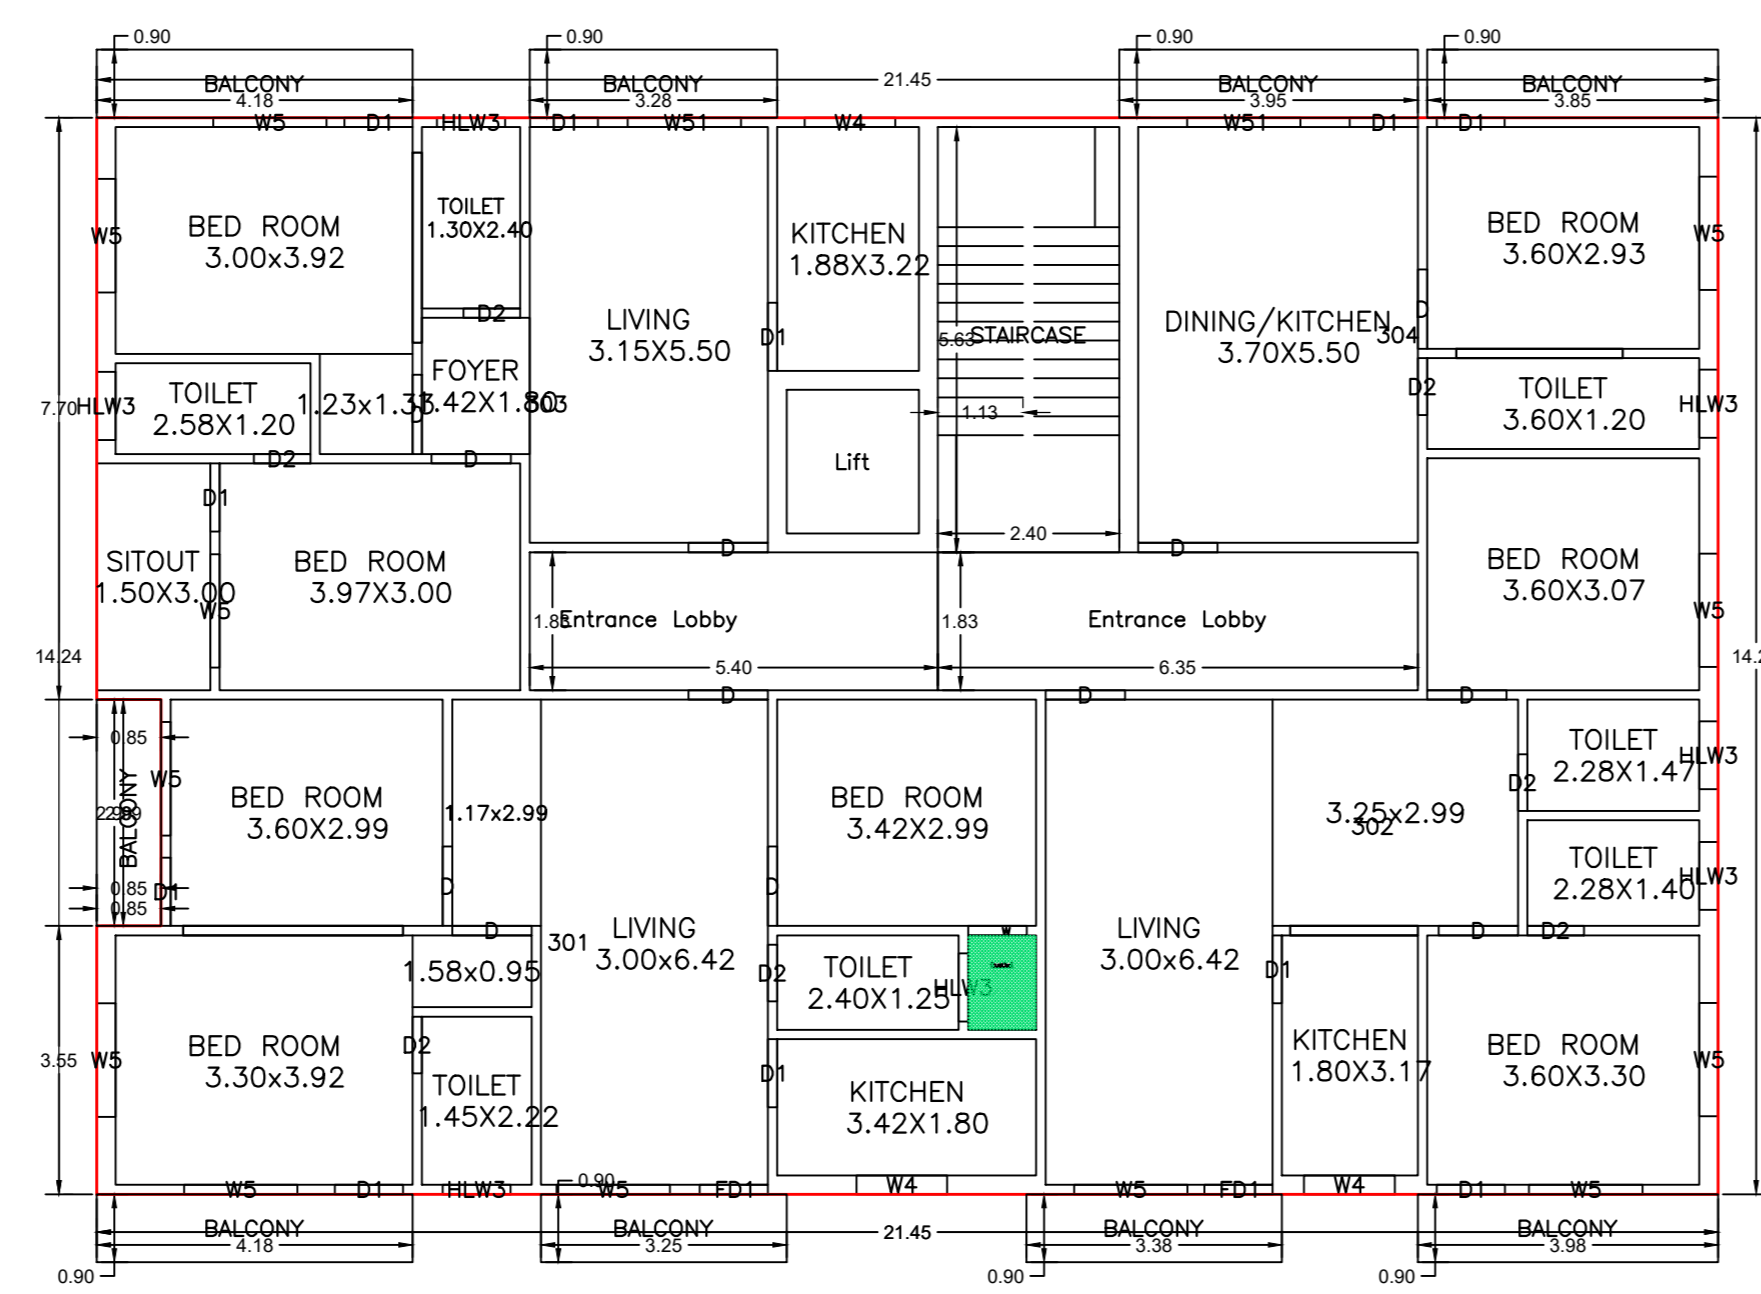 0.90
0.90
0.90
0.90
BALCONY
BALCONY
21.45
BALCONY
BALCONY
4.18
3.28
3.95
3.85
W5
D1
HLW3
D1
W51
W4
W51
D1
D1
BED ROOM
3.00x3.92
W5
TOILET
1.30X2.40
KITCHEN
1.88X3.22
BED ROOM
3.60X2.93
W5
D2
LIVING
3.15X5.50
D1
5.63
STAIRCASE
DINING/KITCHEN
3.70X5.50
304
D
FOYER
1.42X1.80
303
TOILET
2.58X1.20
1.23x1.33
D
7.70
HLW3
1.13
D2
TOILET
3.60X1.20
HLW3
D2
D
Lift
D1
SITOUT
1.50X3.00
W5
BED ROOM
3.97X3.00
2.40
D
D
BED ROOM
3.60X3.07
W5
1.83
Entrance Lobby
1.83
Entrance Lobby
14.24
5.40
6.35
D
D
D
0.85
W5
BALCONY
2.99
0.85
0.85
D1
BED ROOM
3.60X2.99
1.17x2.99
D
BED ROOM
3.42X2.99
D
3.25x2.99
302
D2
TOILET
2.28X1.47
HLW3
TOILET
2.28X1.40
HLW3
D
301
LIVING
3.00x6.42
W
LIVING
3.00x6.42
D
D2
1.58x0.95
D2
TOILET
2.40X1.25
HLW3
D1
3.55
W5
BED ROOM
3.30x3.92
D2
TOILET
1.45X2.22
D1
KITCHEN
3.42X1.80
KITCHEN
1.80X3.17
BED ROOM
3.60X3.30
W5
W5
D1
HLW3
0.90
W5
FD1
W4
W5
FD1
W4
D1
W5
BALCONY
BALCONY
21.45
BALCONY
BALCONY
4.18
3.25
3.38
3.98
0.90
0.90
0.90